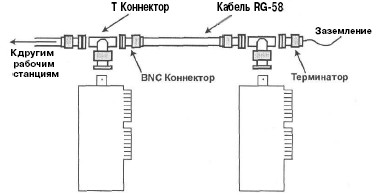 Т Коннектор
Кабель RG-58
Заземление
К другим
рабочим
станциям
BNC Коннектор
Терминатор